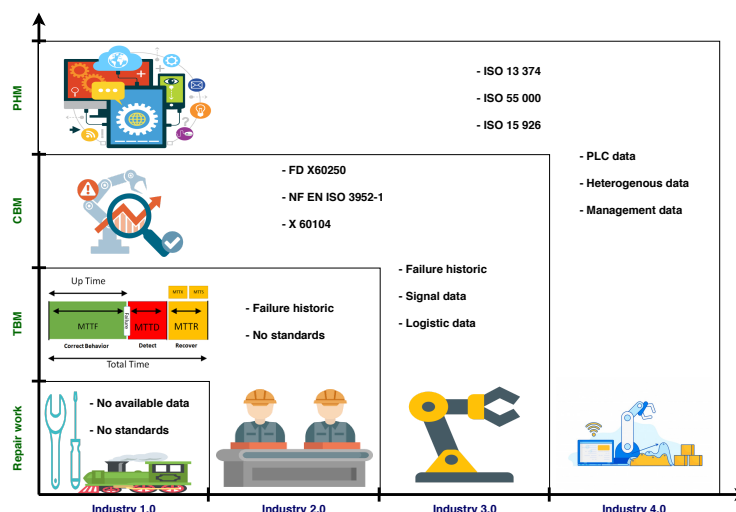 PHM
- ISO 13 374
- ISO 55 000
- ISO 15 926
- PLC data
- Heterogenous data
- Management data
CBM
- FD X60250
- NF EN ISO 3952-1
- X 60104
- Failure historic
- Signal data
- Logistic data
TBM
Up Time
MTTF
Failure
MTTD
MTTR
Correct Behavior
Detect
Recover
Total Time
- Failure historic
- No standards
Repair work
- No available data
- No standards
Industry 1.0
Industry 2.0
Industry 3.0
Industry 4.0